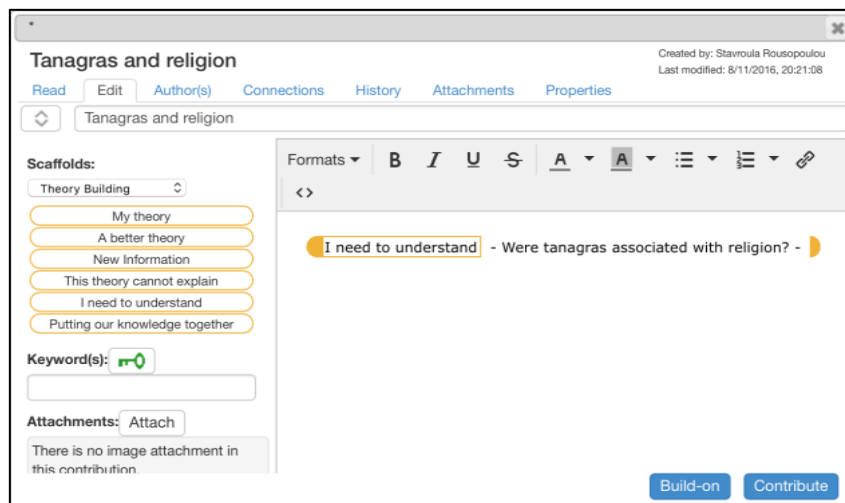 *
Tanagras and religion
Created by: Stavroula Rousopoulou
Last modified: 8/11/2016, 20:21:08
Read Edit Author(s) Connections History Attachments Properties
Tanagras and religion
Scaffolds:
Theory Building
My theory
A better theory
New Information
This theory cannot explain
I need to understand
Putting our knowledge together
Keyword(s):
Attachments: Attach
There is no image attachment in
this contribution.
Formats B I U S A A
<>
I need to understand - Were tanagras associated with religion? -
Build-on Contribute